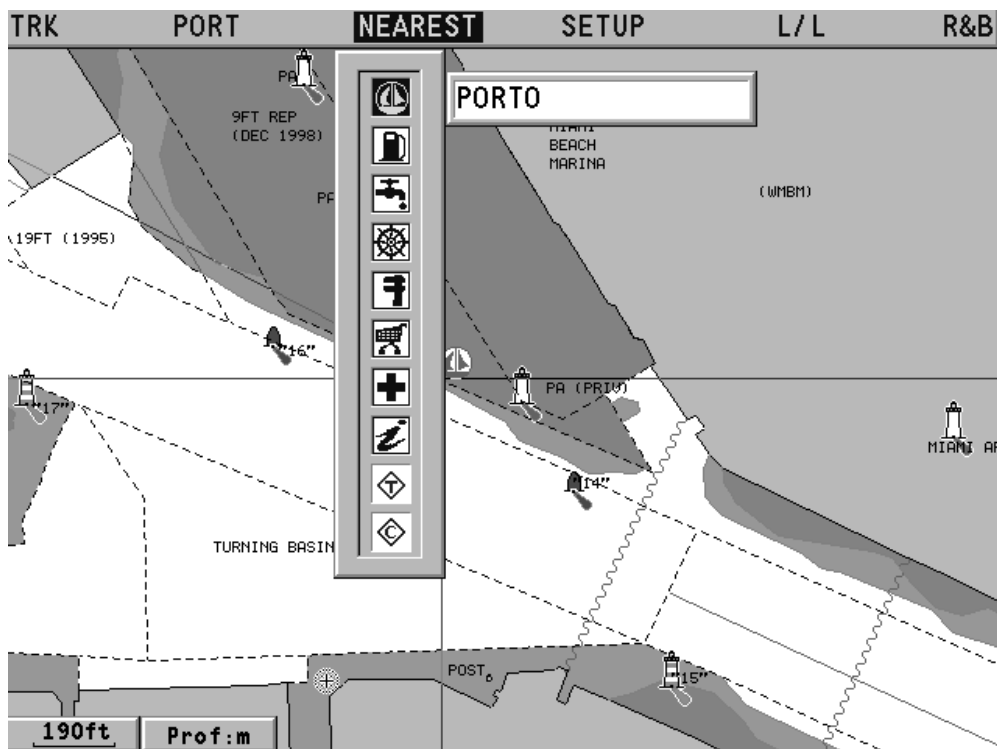 TRK PORT NEAREST SETUP L/L R&B
PA
PORTO
9FT REP
(DEC 1998)
BEACH
MARINA
(WMBM)
19FT (1995)
"16"
PA (PRIV)
"17"
MIAMI
"14"
TURNING BASIN
T
C
POST
"15"
190ft
Prof:m